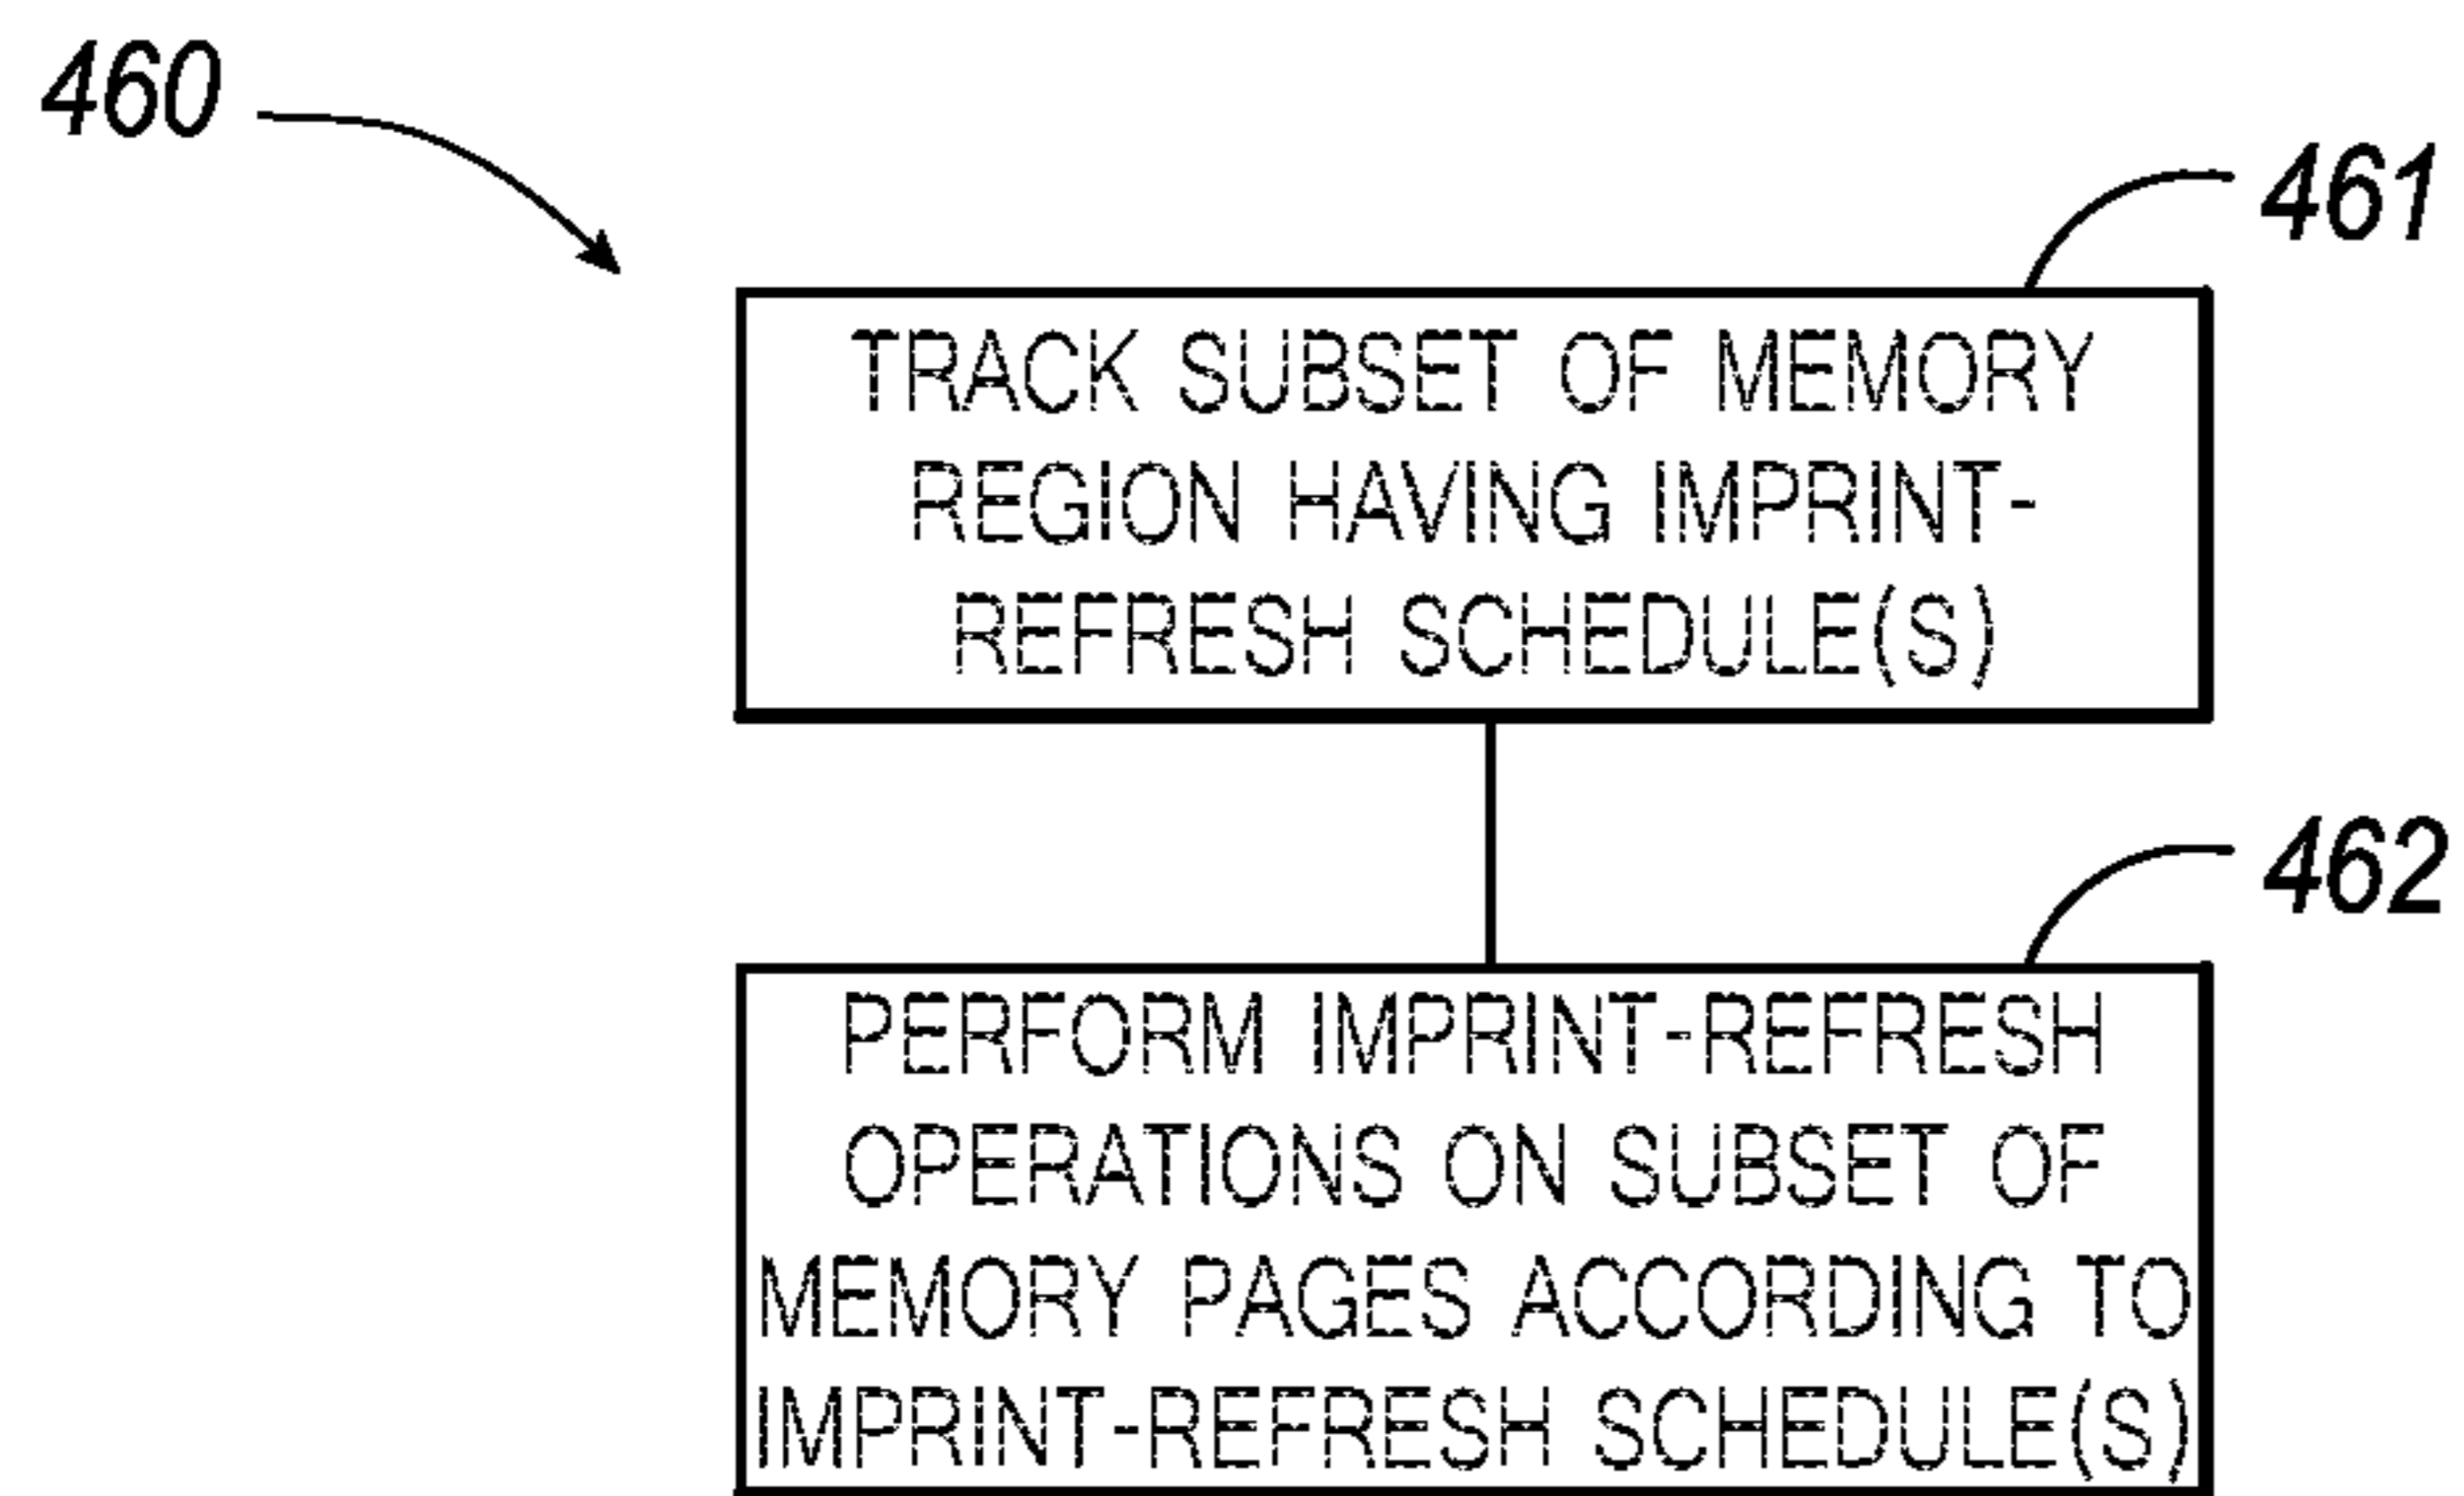 460
461
TRACK SUBSET OF MEMORY
REGION HAVING IMPRINT-
REFRESH SCHEDULE(S)
462
PERFORM IMPRINT-REFRESH
OPERATIONS ON SUBSET OF
MEMORY PAGES ACCORDING TO
IMPRINT-REFRESH SCHEDULE(S)